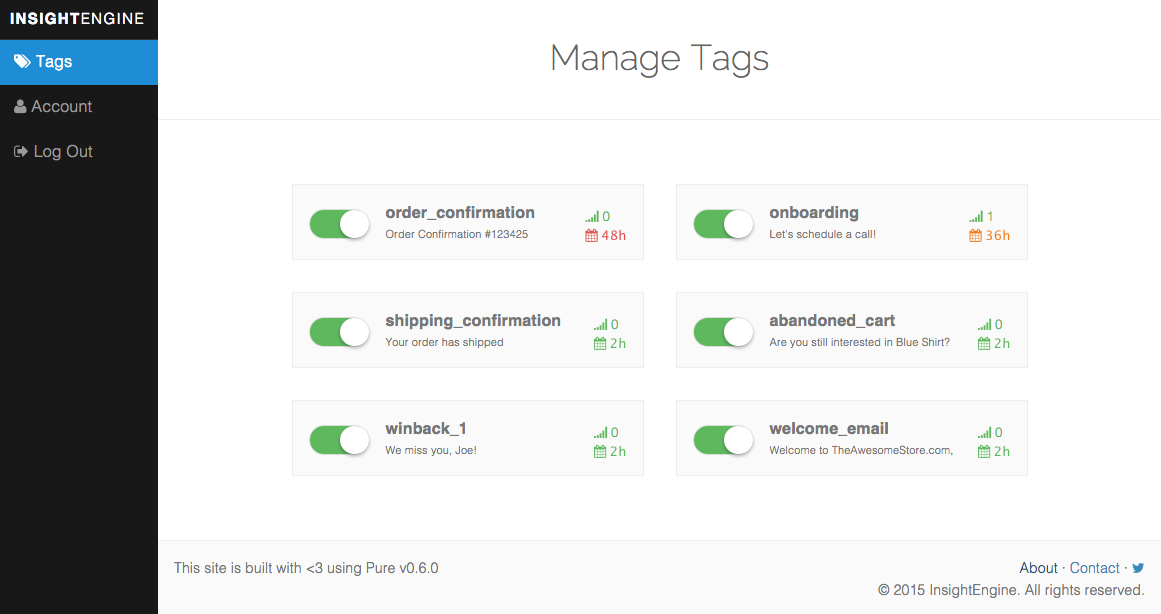 INSIGHTENGINE
Tags
Account
Log Out
Manage Tags
order_confirmation
Order Confirmation #123425
0
48h
onboarding
Let's schedule a call!
1
36h
shipping_confirmation
Your order has shipped
0
2h
abandoned_cart
Are you still interested in Blue Shirt?
0
2h
winback_1
We miss you, Joe!
0
2h
welcome_email
Welcome to TheAwesomeStore.com,
0
2h
This site is built with <3 using Pure v0.6.0
About · Contact ·
© 2015 InsightEngine. All rights reserved.